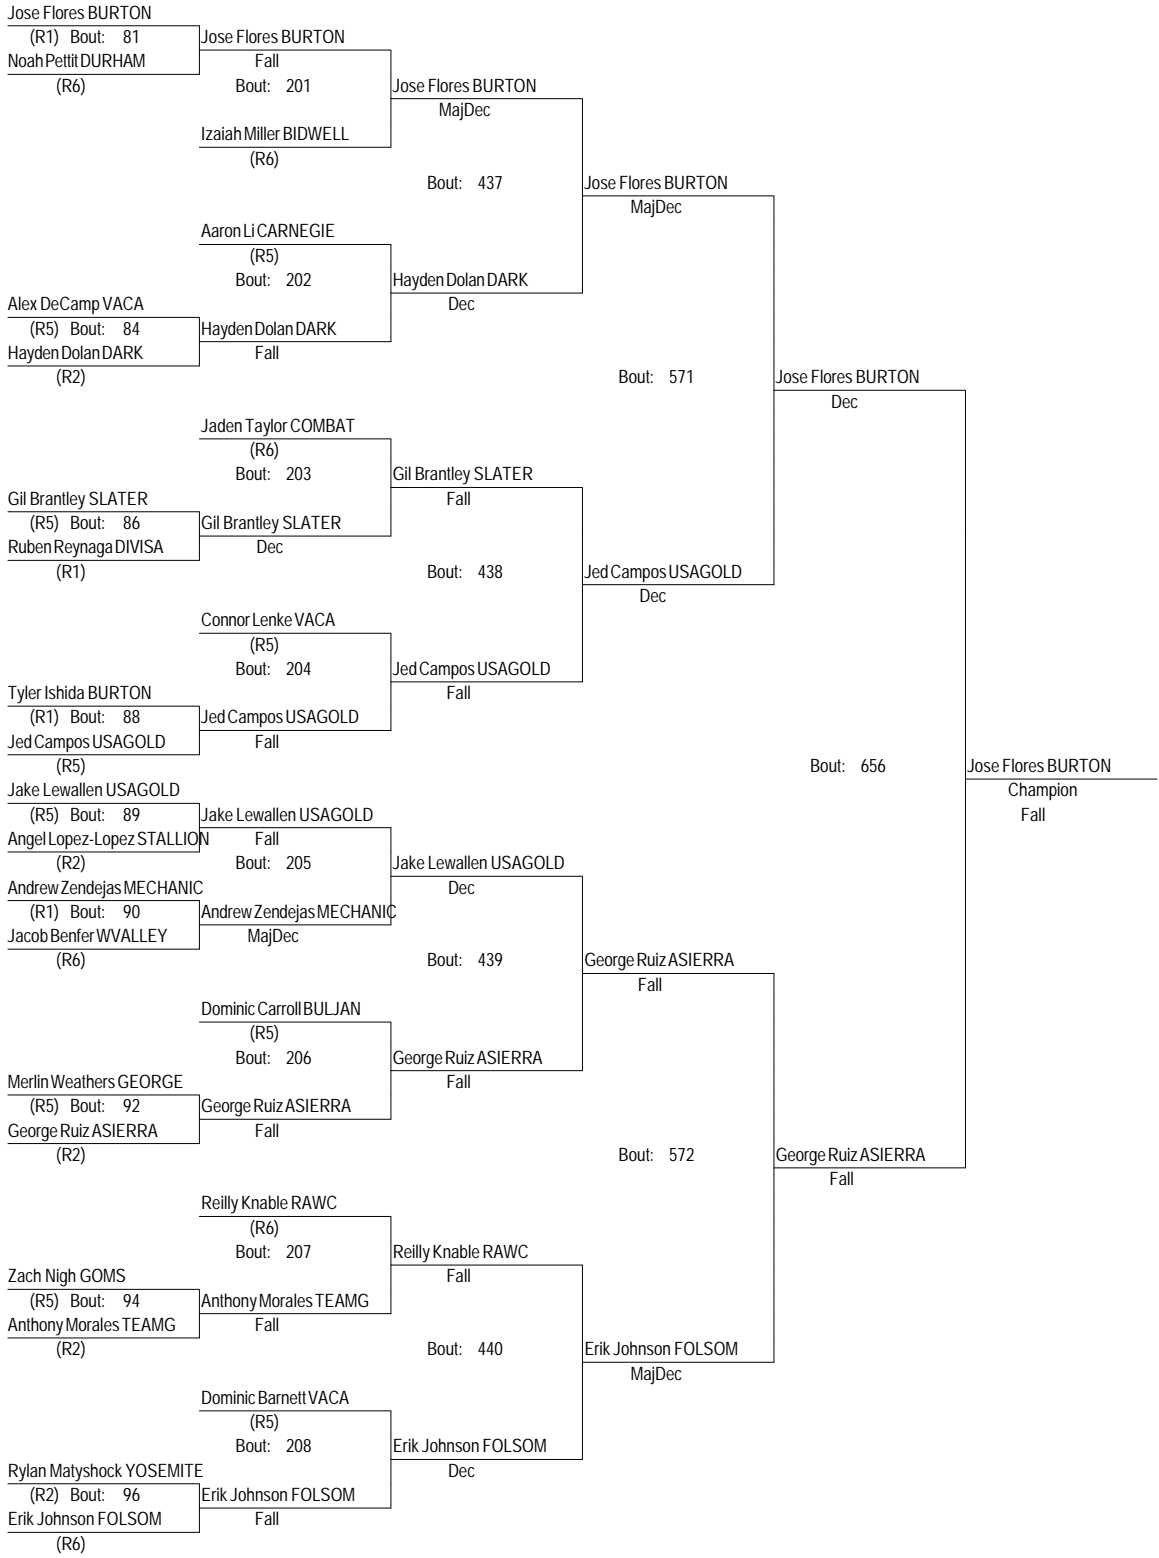 Jose Flores BURTON
(R1) Bout: 81 Jose Flores BURTON
Noah Pettit DURHAM Fall
(R6) Bout: 201 Jose Flores BURTON
MajDec
Izaiah Miller BIDWELL
(R6)
Bout: 437 Jose Flores BURTON
MajDec
Aaron Li CARNEGIE
(R5)
Bout: 202 Hayden Dolan DARK
Alex DeCamp VACA Dec
(R5) Bout: 84 Hayden Dolan DARK
Hayden Dolan DARK Fall
(R2) Bout: 571 Jose Flores BURTON
Dec
Jaden Taylor COMBAT
(R6)
Bout: 203 Gil Brantley SLATER
Gil Brantley SLATER Fall
(R5) Bout: 86 Gil Brantley SLATER
Ruben Reynaga DIVISA Dec
(R1) Bout: 438 Jed Campos USAGOLD
Dec
Connor Lenke VACA
(R5)
Bout: 204 Jed Campos USAGOLD
Tyler Ishida BURTON Fall
(R1) Bout: 88 Jed Campos USAGOLD
Jed Campos USAGOLD Fall
(R5) Bout: 656 Jose Flores BURTON
Jake Lewallen USAGOLD Champion
(R5) Bout: 89 Jake Lewallen USAGOLD Fall
Angel Lopez-Lopez STALLION Fall
(R2) Bout: 205 Jake Lewallen USAGOLD
Andrew Zendejas MECHANIC Dec
(R1) Bout: 90 Andrew Zendejas MECHANIC
Jacob Benfer WVALLEY MajDec
(R6) Bout: 439 George Ruiz ASIERRA
Fall
Dominic Carroll BULJAN
(R5)
Bout: 206 George Ruiz ASIERRA
Merlin Weathers GEORGE Fall
(R5) Bout: 92 George Ruiz ASIERRA
George Ruiz ASIERRA Fall
(R2) Bout: 572 George Ruiz ASIERRA
Fall
Reilly Knable RAWC
(R6)
Bout: 207 Reilly Knable RAWC
Zach Nigh GOMS Fall
(R5) Bout: 94 Anthony Morales TEAMG
Anthony Morales TEAMG Fall
(R2) Bout: 440 Erik Johnson FOLSOM
MajDec
Dominic Barnett VACA
(R5)
Bout: 208 Erik Johnson FOLSOM
Rylan Matyshock YOSEMITE Dec
(R2) Bout: 96 Erik Johnson FOLSOM
Erik Johnson FOLSOM Fall
(R6)